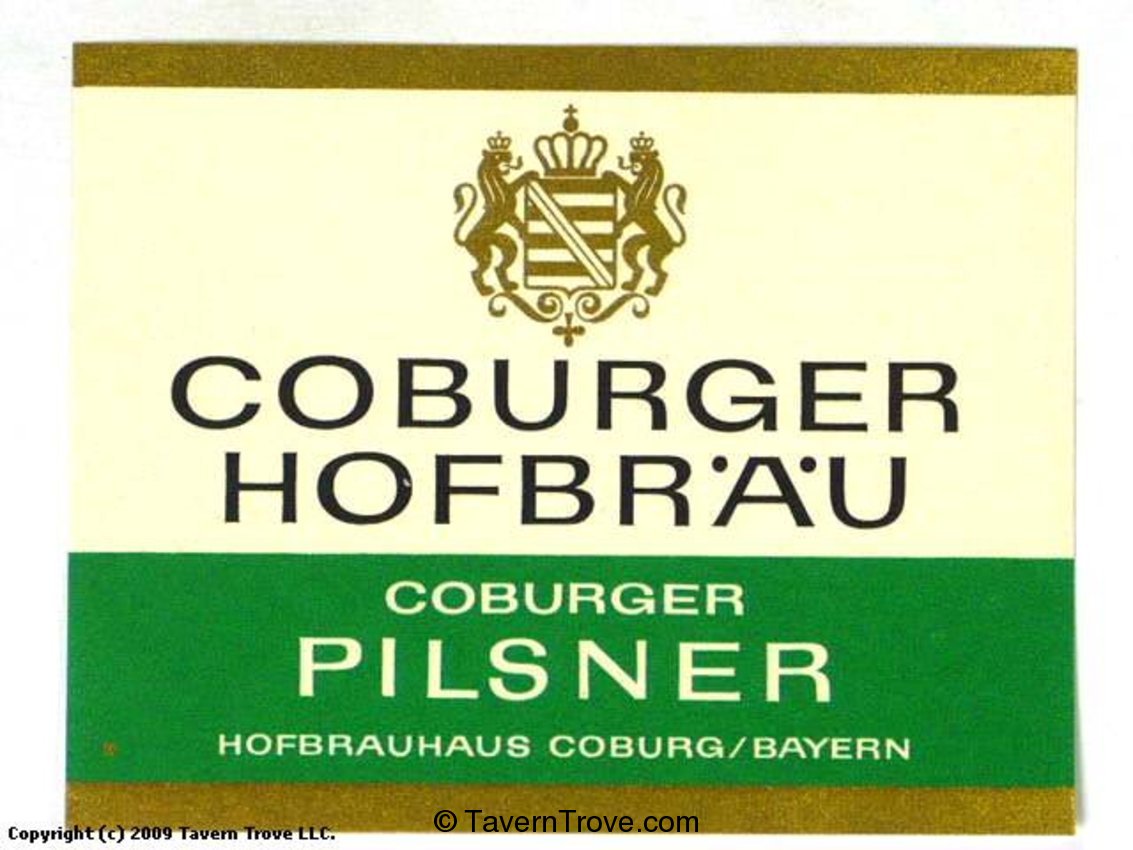 COBURGER
HOFBRÄU
COBURGER
PILSNER
HOFBRAUHAUS COBURG/BAYERN
© TavernTrove.com
Copyright (c) 2009 Tavern Trove LLC.